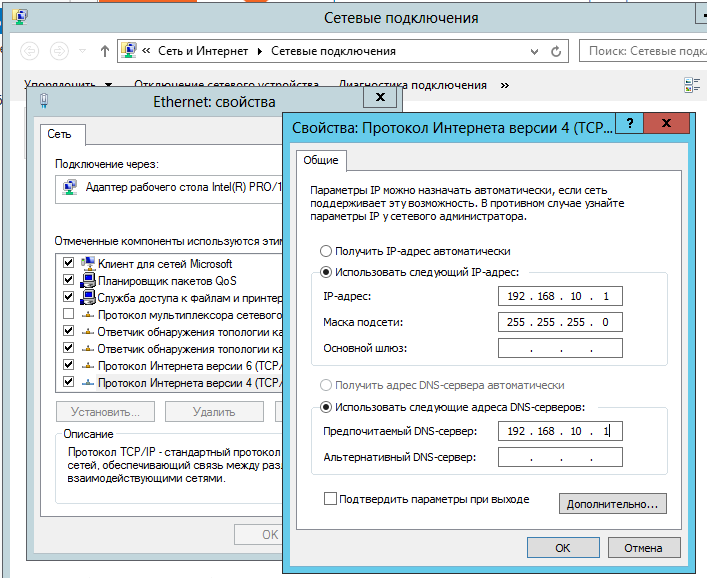 Сетевые подключения
« Сеть и Интернет Сетевые подключения
Поиск: Сетевые подкл
Упорядочить Отключение сетевого устройства Диагностика подключения »
Ethernet: свойства
x
Сеть
Подключение через:
Адаптер рабочего стола Intel(R) PRO/1
Отмеченные компоненты используются этим
Клиент для сетей Microsoft
Планировщик пакетов QoS
Служба доступа к файлам и принтер
Протокол мультиплексора сетевого
Ответчик обнаружения топологии ка
Ответчик обнаружения топологии ка
Протокол Интернета версии 6 (TCP/
Протокол Интернета версии 4 (TCP/
Установить... Удалить
Описание
Протокол TCP/IP - стандартный протокол
сетей, обеспечивающий связь между раз
взаимодействующими сетями.
ОК
Свойства: Протокол Интернета версии 4 (TCP...
? x
Общие
Параметры IP можно назначать автоматически, если сеть
поддерживает эту возможность. В противном случае узнайте
параметры IP у сетевого администратора.
Получить IP-адрес автоматически
Использовать следующий IP-адрес:
IP-адрес: 192 . 168 . 10 . 1
Маска подсети: 255 . 255 . 255 . 0
Основной шлюз: . . .
Получить адрес DNS-сервера автоматически
Использовать следующие адреса DNS-серверов:
Предпочитаемый DNS-сервер: 192 . 168 . 10 . 1
Альтернативный DNS-сервер: . . .
Подтвердить параметры при выходе
Дополнительно...
ОК Отмена